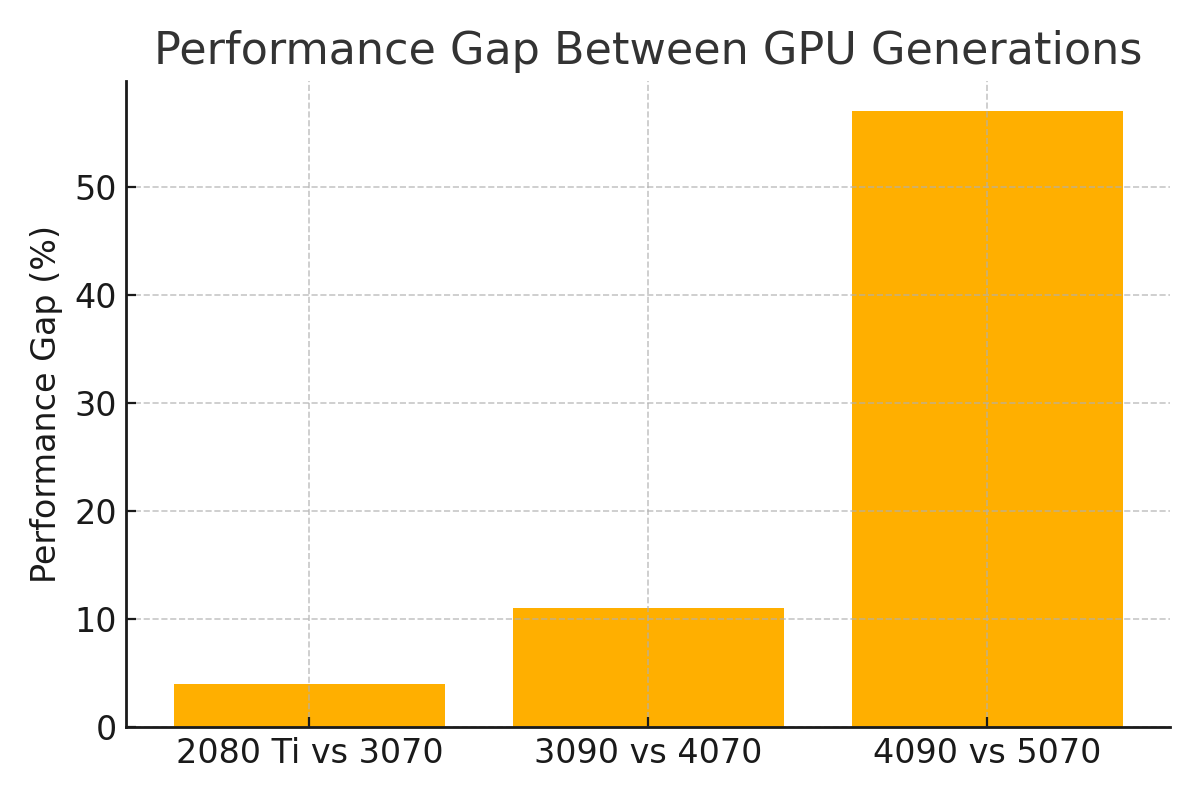 Performance Gap Between GPU Generations
Performance Gap (%)
50
40
30
20
10
0
2080 Ti vs 3070
3090 vs 4070
4090 vs 5070